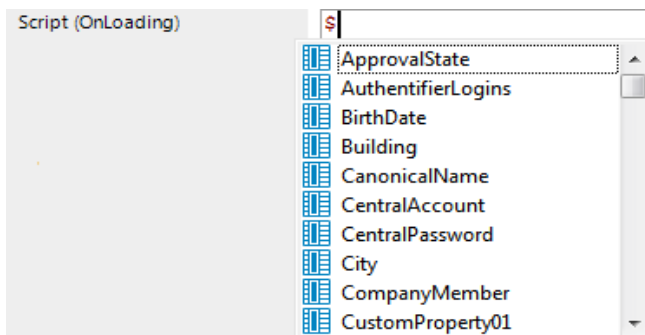 Script (OnLoading) $
ApprovalState
AuthentifierLogins
BirthDate
Building
CanonicalName
CentralAccount
CentralPassword
City
CompanyMember
CustomProperty01